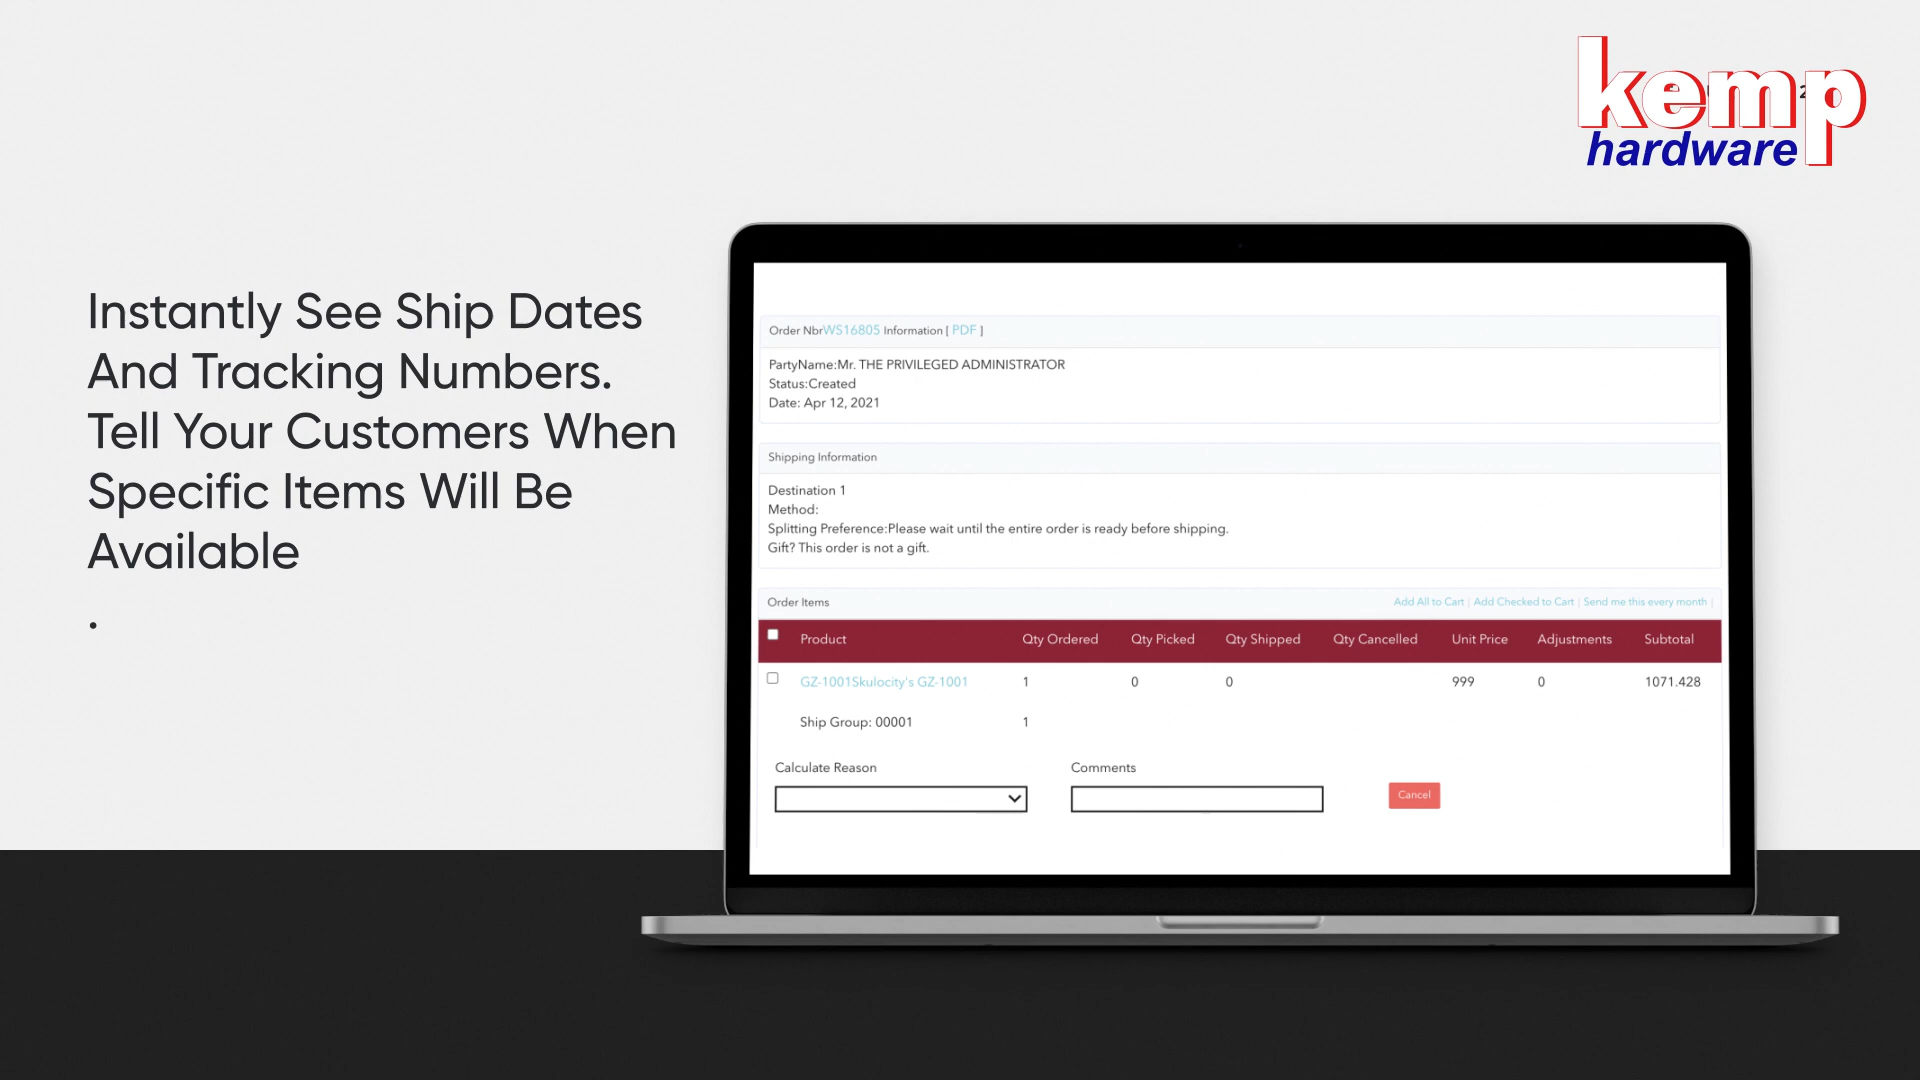 kemp
hardware
Instantly See Ship Dates
And Tracking Numbers.
Tell Your Customers When
Specific Items Will Be
Available
.
Order NbrWS16805 Information [ PDF ]
PartyName:Mr. THE PRIVILEGED ADMINISTRATOR
Status:Created
Date: Apr 12, 2021
Shipping Information
Destination 1
Method:
Splitting Preference:Please wait until the entire order is ready before shipping.
Gift? This order is not a gift.
Order Items Add All to Cart | Add Checked to Cart | Send me this every month |
Product Qty Ordered Qty Picked Qty Shipped Qty Cancelled Unit Price Adjustments Subtotal
GZ-1001Skulocity's GZ-1001 1 0 0 999 0 1071.428
Ship Group: 00001 1
Calculate Reason Comments
Cancel